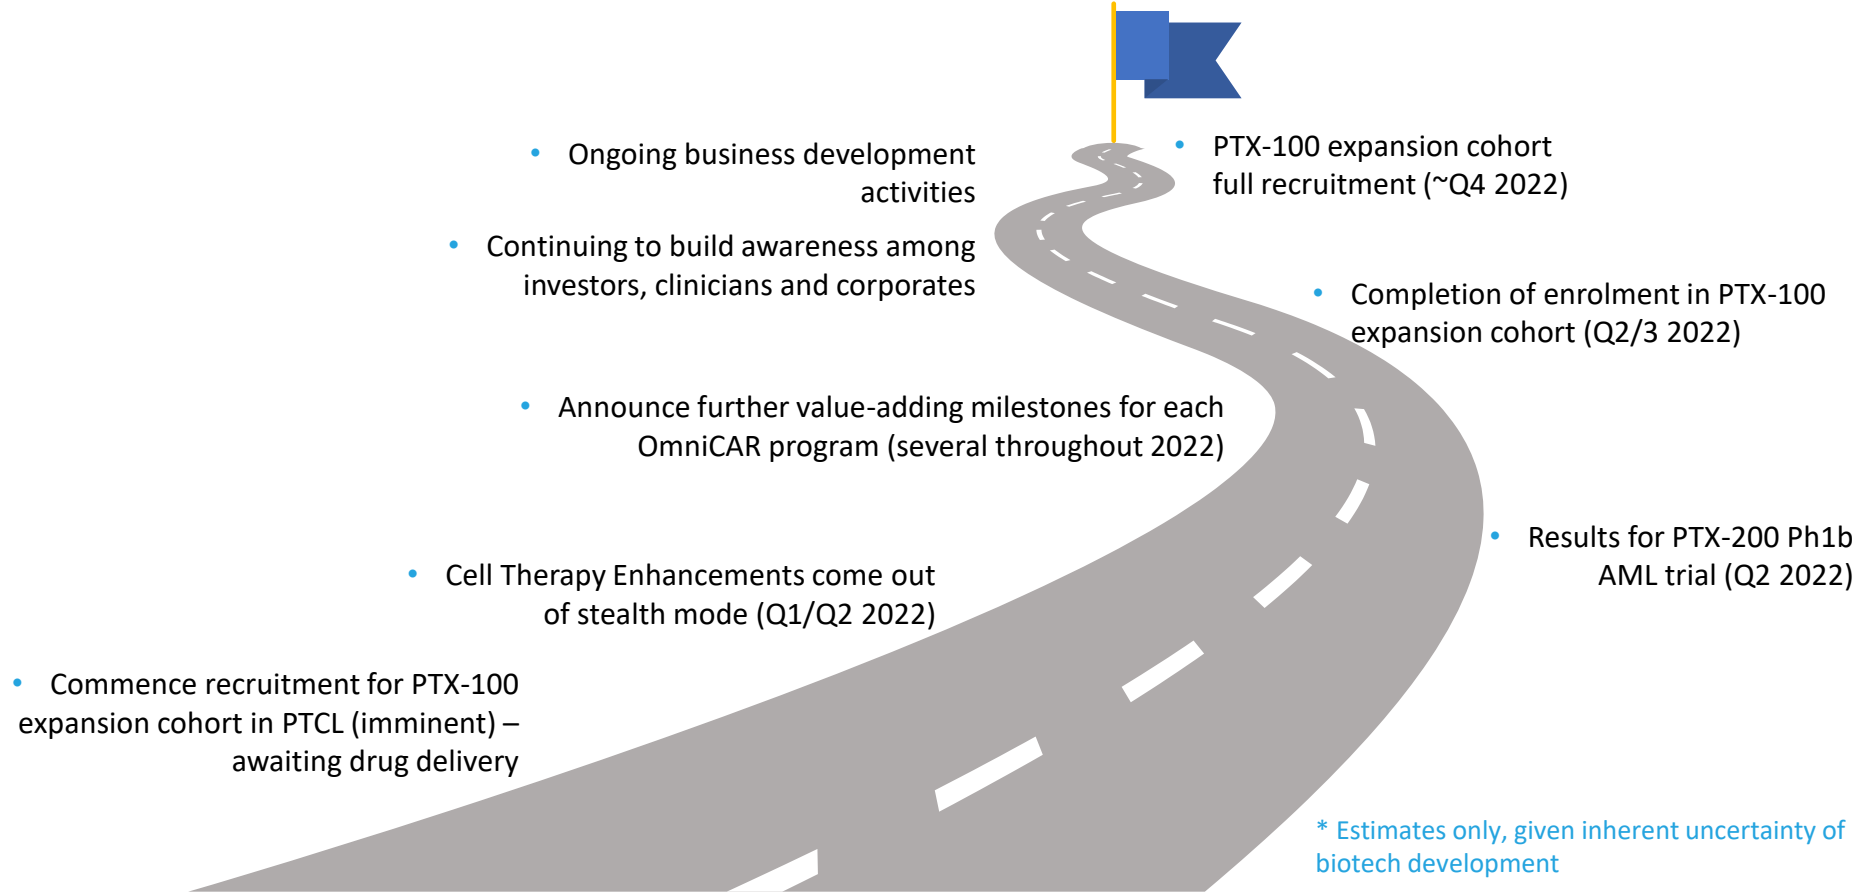 • Ongoing business development
activities
• PTX-100 expansion cohort
full recruitment (~Q4 2022)
• Continuing to build awareness among
investors, clinicians and corporates
• Completion of enrolment in PTX-100
expansion cohort (Q2/3 2022)
• Announce further value-adding milestones for each
OmniCAR program (several throughout 2022)
• Results for PTX-200 Ph1b
AML trial (Q2 2022)
• Cell Therapy Enhancements come out
of stealth mode (Q1/Q2 2022)
• Commence recruitment for PTX-100
expansion cohort in PTCL (imminent) –
awaiting drug delivery
* Estimates only, given inherent uncertainty of
biotech development